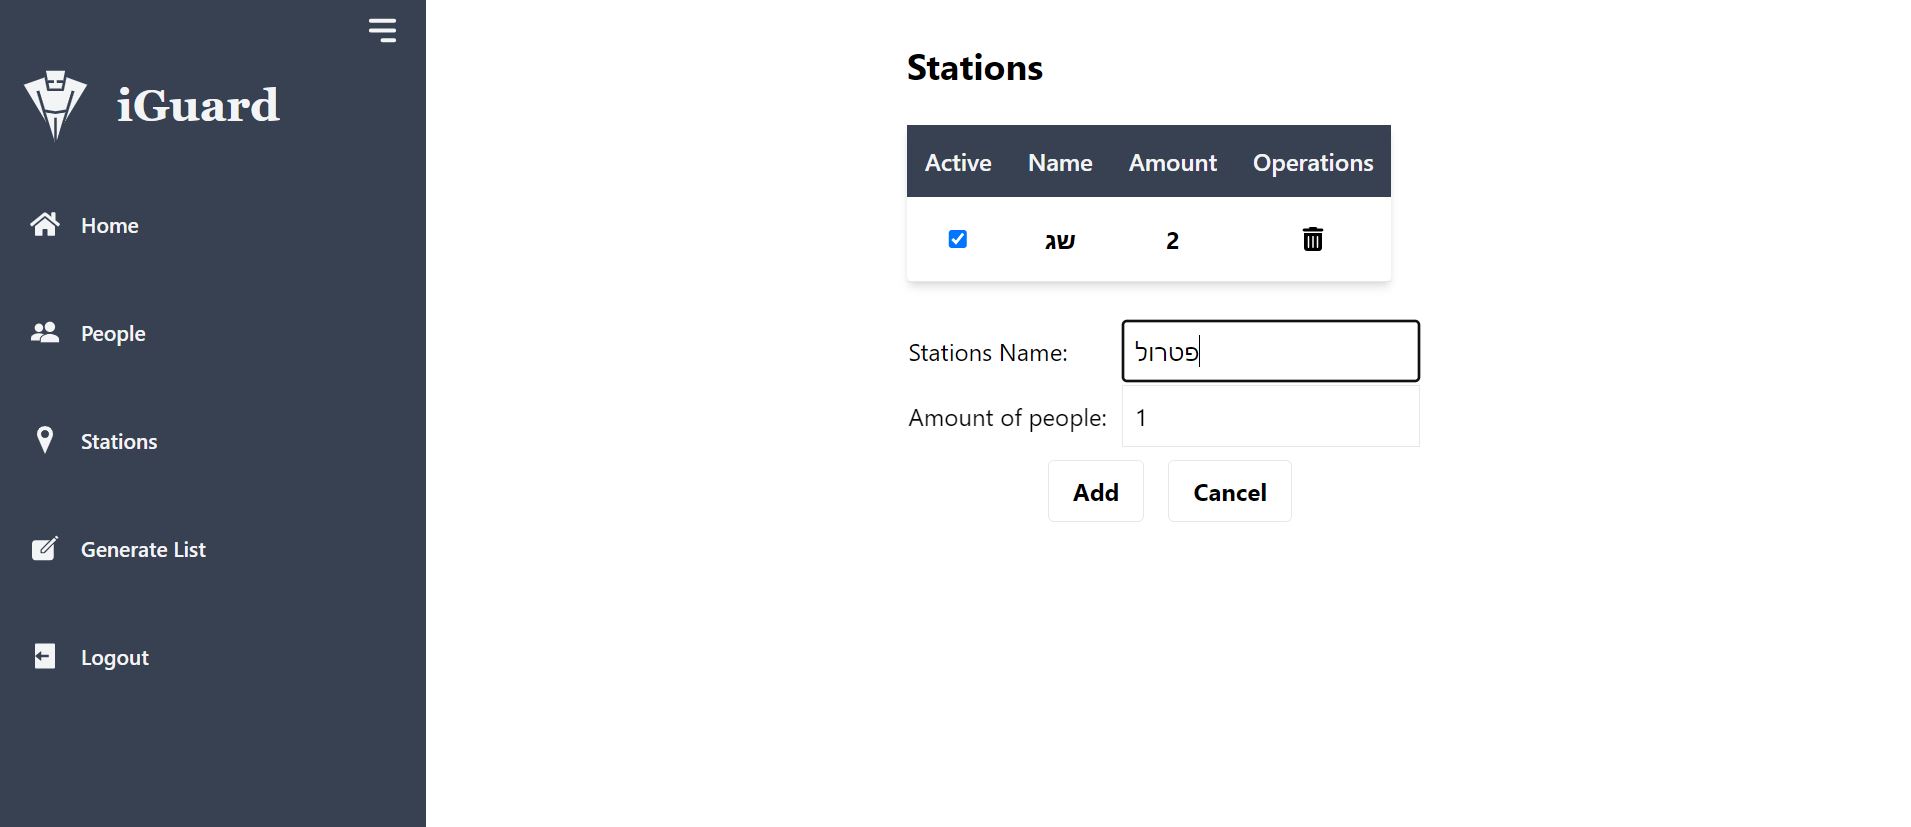 iGuard
Home
People
Stations
Generate List
Logout
Stations
Active Name Amount Operations
שג 2
Stations Name: פטרול
Amount of people: 1
Add Cancel